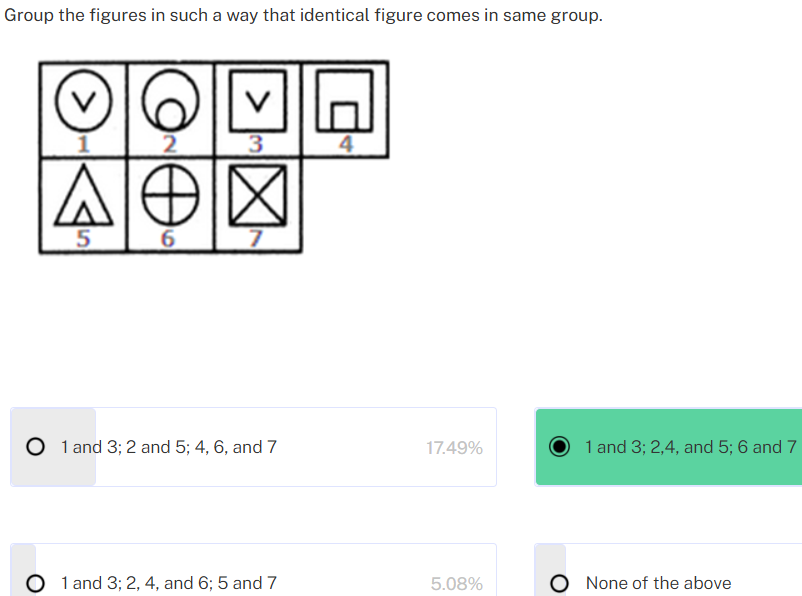 Group the figures in such a way that identical figure comes in same group.
1 2 3 4
5 6 7
1 and 3; 2 and 5; 4, 6, and 7 17.49%
1 and 3; 2,4, and 5; 6 and 7
1 and 3; 2, 4, and 6; 5 and 7 5.08%
None of the above